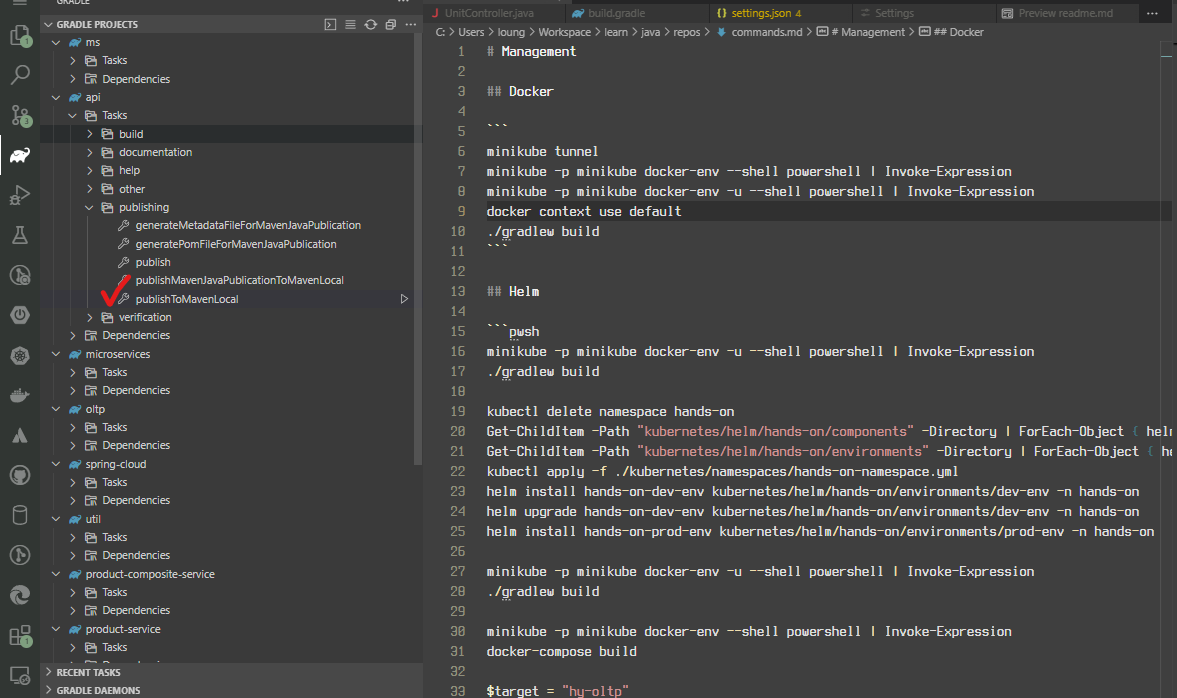 GRADLE
GRADLE PROJECTS
ms
Tasks
Dependencies
api
Tasks
build
documentation
help
other
publishing
generateMetadataFileForMavenJavaPublication
generatePomFileForMavenJavaPublication
publish
publishMavenJavaPublicationToMavenLocal
publishToMavenLocal
verification
Dependencies
microservices
Tasks
Dependencies
oltp
Tasks
Dependencies
spring-cloud
Tasks
Dependencies
util
Tasks
Dependencies
product-composite-service
Tasks
Dependencies
product-service
Tasks
RECENT TASKS
GRADLE DAEMONS
1
3
1
UnitController.java build.gradle settings.json 4 Settings Preview readme.md
C: > Users > loung > Workspace > learn > java > repos > commands.md > # Management > ## Docker
1 # Management
2
3 ## Docker
4
5 ```
6 minikube tunnel
7 minikube -p minikube docker-env --shell powershell | Invoke-Expression
8 minikube -p minikube docker-env -u --shell powershell | Invoke-Expression
9 docker context use default
10 ./gradlew build
11 ```
12
13 ## Helm
14
15 ```pwsh
16 minikube -p minikube docker-env -u --shell powershell | Invoke-Expression
17 ./gradlew build
18
19 kubectl delete namespace hands-on
20 Get-ChildItem -Path "kubernetes/helm/hands-on/components" -Directory | ForEach-Object { helm
21 Get-ChildItem -Path "kubernetes/helm/hands-on/environments" -Directory | ForEach-Object { he
22 kubectl apply -f ./kubernetes/namespaces/hands-on-namespace.yml
23 helm install hands-on-dev-env kubernetes/helm/hands-on/environments/dev-env -n hands-on
24 helm upgrade hands-on-dev-env kubernetes/helm/hands-on/environments/dev-env -n hands-on
25 helm install hands-on-prod-env kubernetes/helm/hands-on/environments/prod-env -n hands-on
26
27 minikube -p minikube docker-env -u --shell powershell | Invoke-Expression
28 ./gradlew build
29
30 minikube -p minikube docker-env --shell powershell | Invoke-Expression
31 docker-compose build
32
33 $target = "hy-oltp"